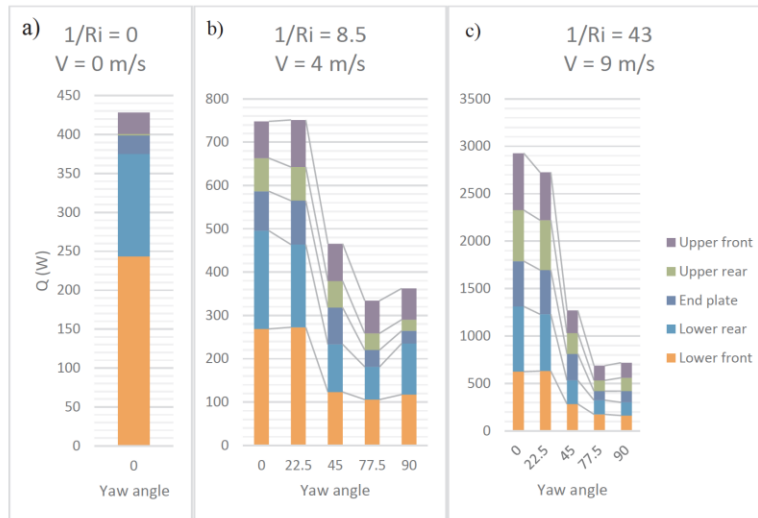 a)
1/Ri = 0
V = 0 m/s
450
400
350
300
250
200
150
100
50
0
Q (W)
0
Yaw angle
b)
1/Ri = 8.5
V = 4 m/s
800
700
600
500
400
300
200
100
0
0 22.5 45 77.5 90
Yaw angle
c)
1/Ri = 43
V = 9 m/s
3500
3000
2500
2000
1500
1000
500
0
0 22.5 45 77.5 90
Yaw angle
Upper front
Upper rear
End plate
Lower rear
Lower front